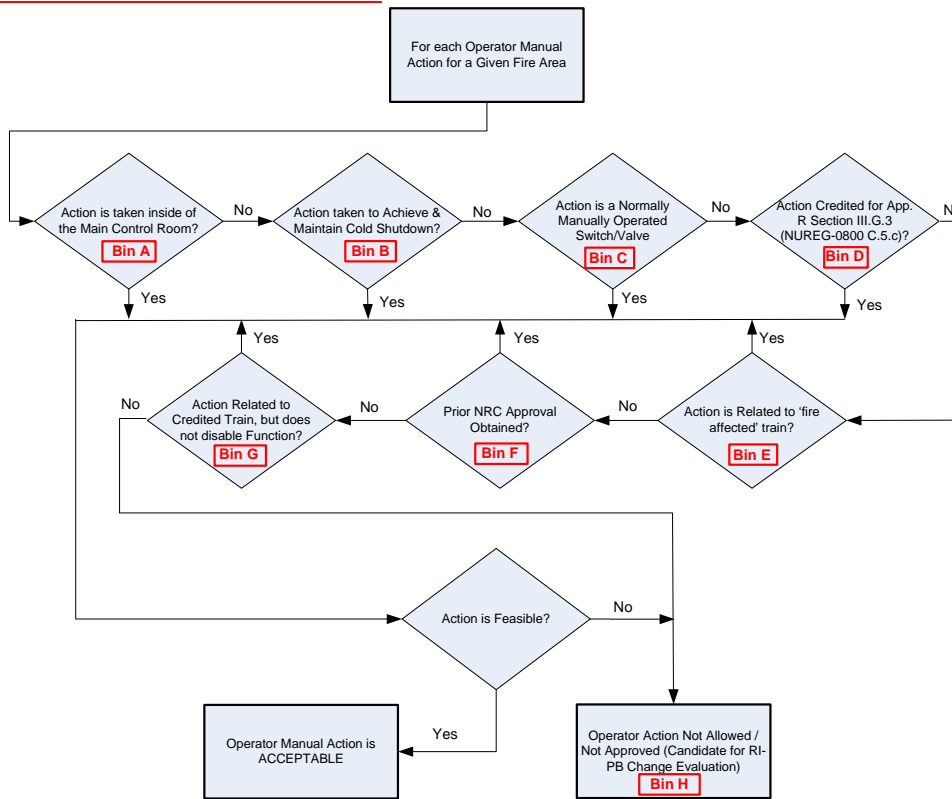 For each Operator Manual
Action for a Given Fire Area
Action is taken inside of
the Main Control Room?
Bin A
No
Yes
Action taken to Achieve &
Maintain Cold Shutdown?
Bin B
No
Yes
Action is a Normally
Manually Operated
Switch/Valve
Bin C
No
Yes
Action Credited for App.
R Section III.G.3
(NUREG-0800 C.5.c)?
Bin D
Yes
Action is Related to 'fire
affected' train?
Bin E
Yes
No
Prior NRC Approval
Obtained?
Bin F
Yes
No
Action Related to
Credited Train, but does
not disable Function?
Bin G
Yes
No
Action is Feasible?
No
Yes
Operator Manual Action is
ACCEPTABLE
Operator Action Not Allowed /
Not Approved (Candidate for RI-
PB Change Evaluation)
Bin H